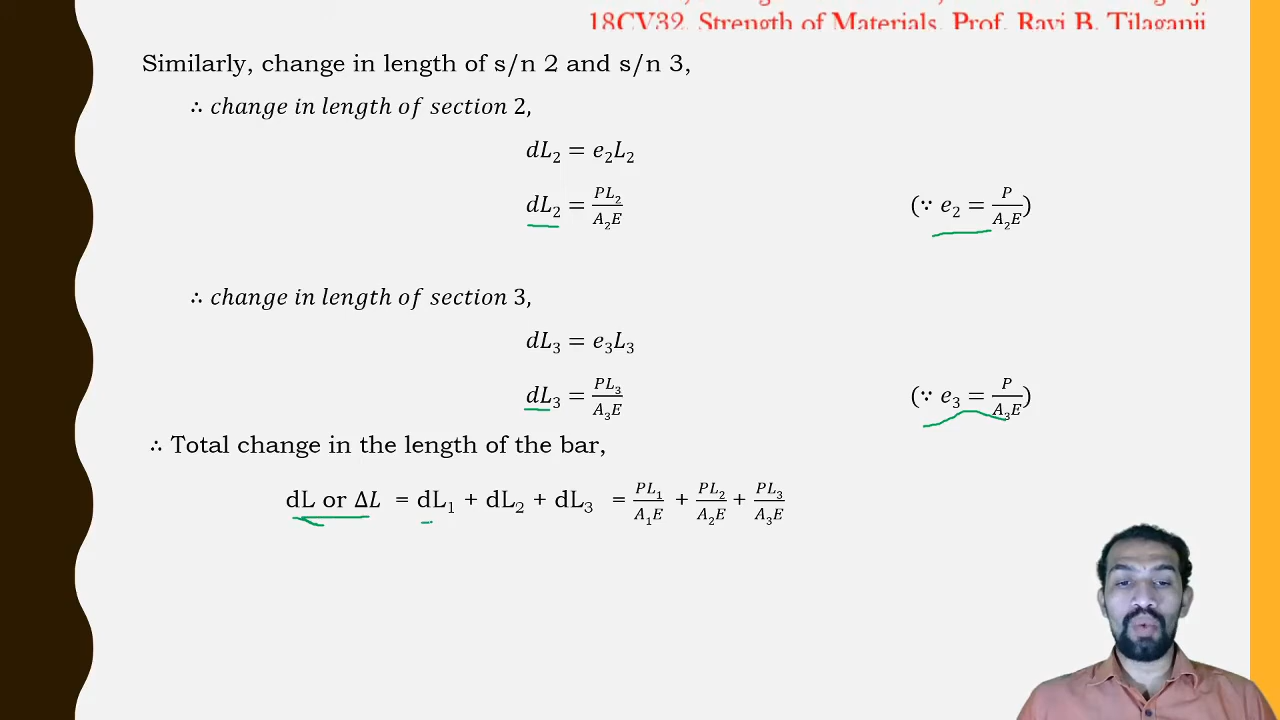 18CV32, Strength of Materials, Prof. Ravi B. Tilaganji
Similarly, change in length of s/n 2 and s/n 3,
∴ change in length of section 2,
dL₂ = e₂L₂
dL₂ = PL₂/A₂E (∵ e₂ = P/A₂E)
∴ change in length of section 3,
dL₃ = e₃L₃
dL₃ = PL₃/A₃E (∵ e₃ = P/A₃E)
∴ Total change in the length of the bar,
dL or ΔL = dL₁ + dL₂ + dL₃ = PL₁/A₁E + PL₂/A₂E + PL₃/A₃E